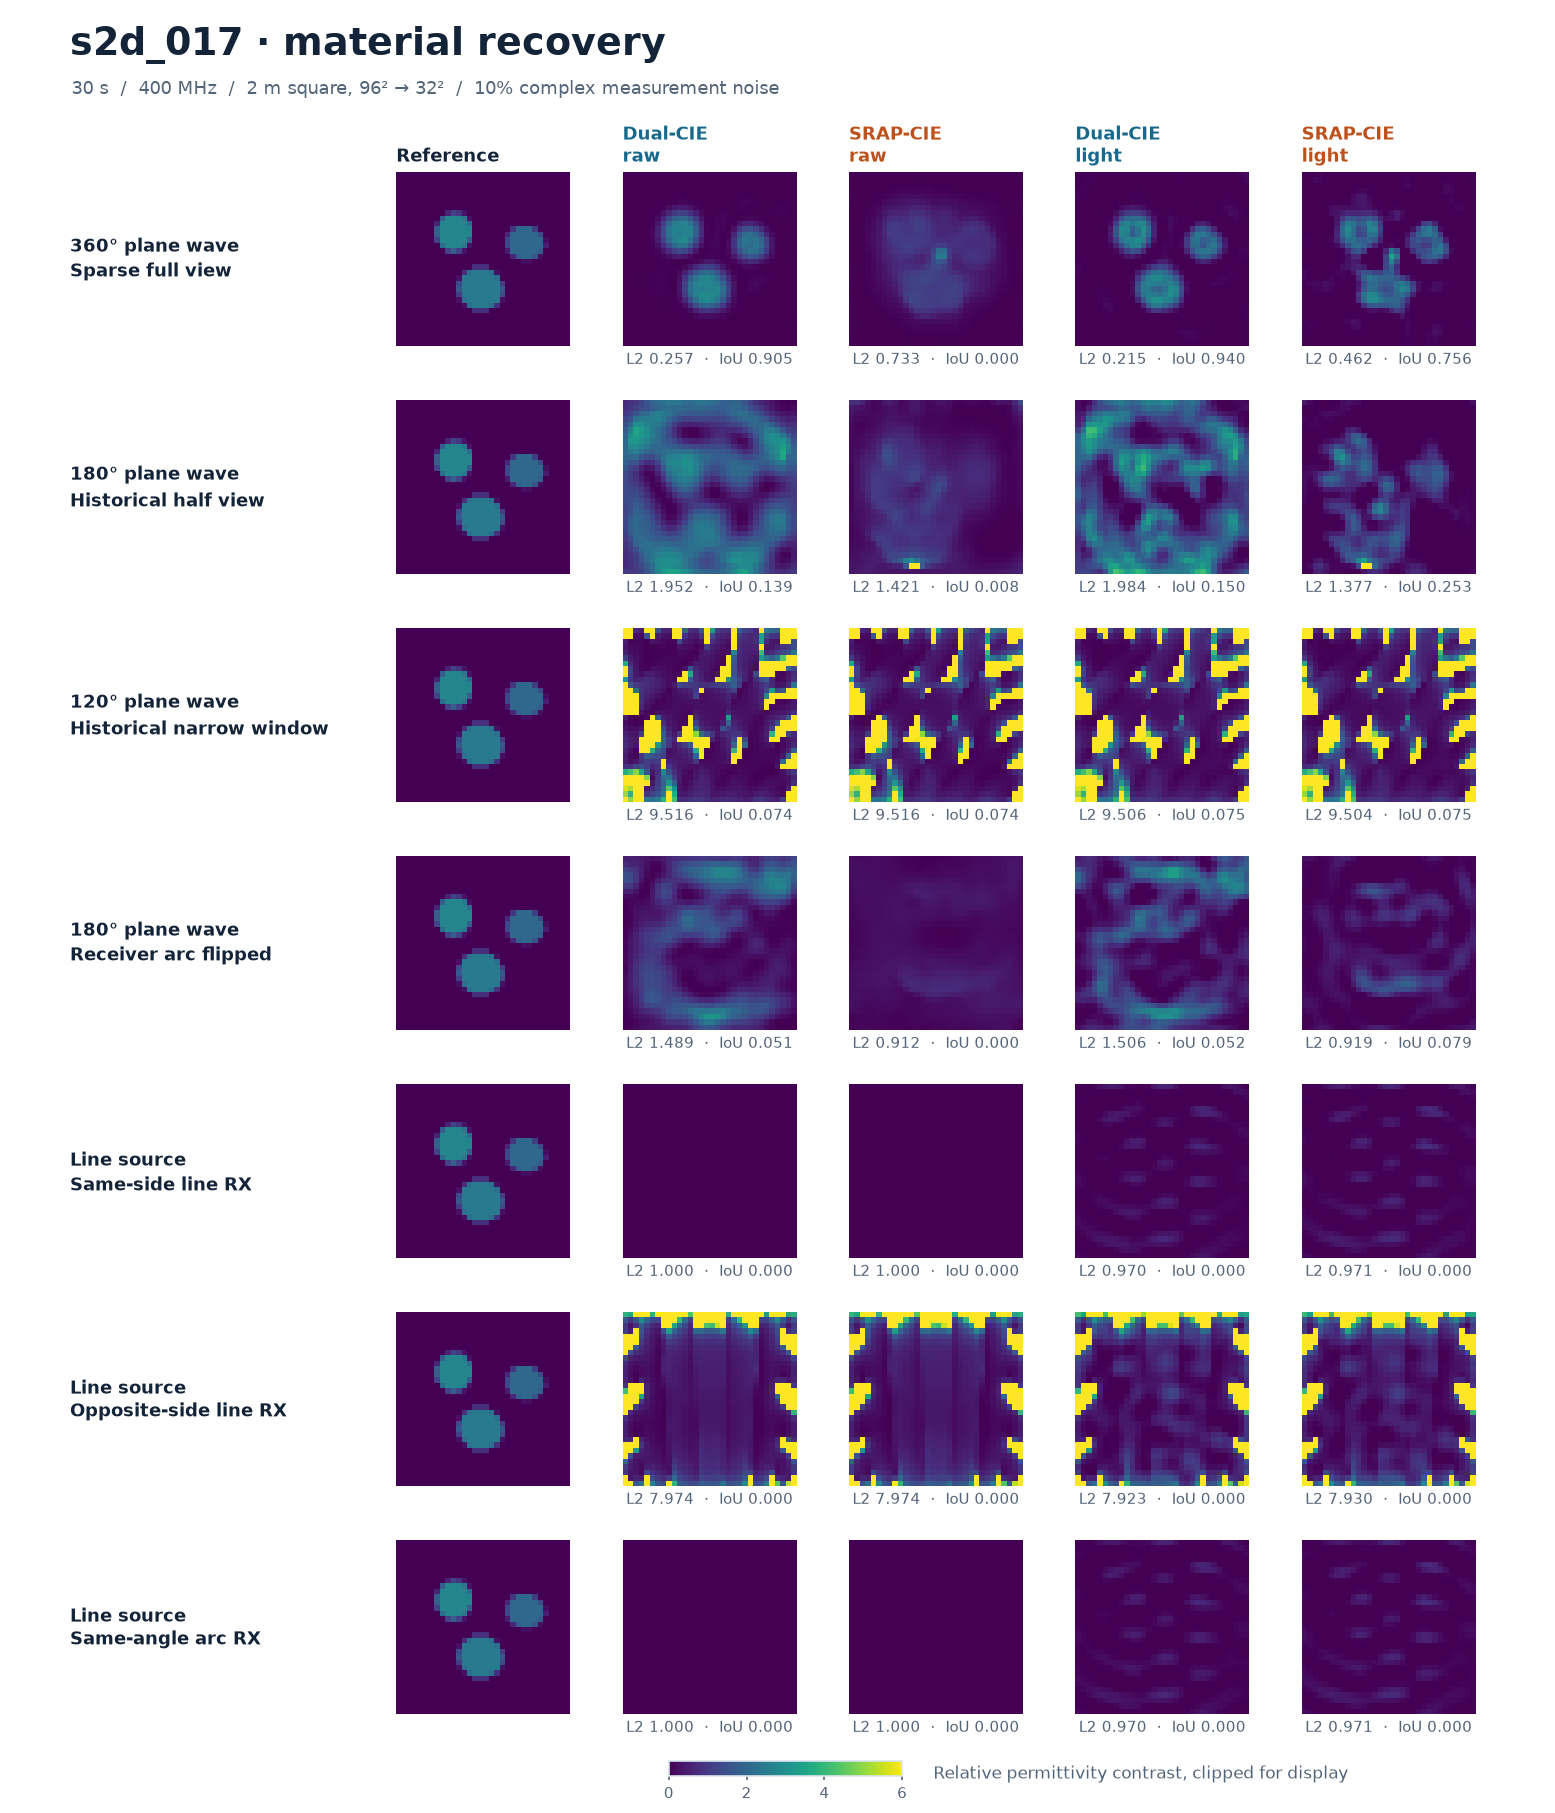 s2d_017 · material recovery
30 s / 400 MHz / 2 m square, 96² → 32² / 10% complex measurement noise
Reference
Dual-CIE
raw
SRAP-CIE
raw
Dual-CIE
light
SRAP-CIE
light
360° plane wave
Sparse full view
L2 0.257 · IoU 0.905
L2 0.733 · IoU 0.000
L2 0.215 · IoU 0.940
L2 0.462 · IoU 0.756
180° plane wave
Historical half view
L2 1.952 · IoU 0.139
L2 1.421 · IoU 0.008
L2 1.984 · IoU 0.150
L2 1.377 · IoU 0.253
120° plane wave
Historical narrow window
L2 9.516 · IoU 0.074
L2 9.516 · IoU 0.074
L2 9.506 · IoU 0.075
L2 9.504 · IoU 0.075
180° plane wave
Receiver arc flipped
L2 1.489 · IoU 0.051
L2 0.912 · IoU 0.000
L2 1.506 · IoU 0.052
L2 0.919 · IoU 0.079
Line source
Same-side line RX
L2 1.000 · IoU 0.000
L2 1.000 · IoU 0.000
L2 0.970 · IoU 0.000
L2 0.971 · IoU 0.000
Line source
Opposite-side line RX
L2 7.974 · IoU 0.000
L2 7.974 · IoU 0.000
L2 7.923 · IoU 0.000
L2 7.930 · IoU 0.000
Line source
Same-angle arc RX
L2 1.000 · IoU 0.000
L2 1.000 · IoU 0.000
L2 0.970 · IoU 0.000
L2 0.971 · IoU 0.000
0 2 4 6
Relative permittivity contrast, clipped for display